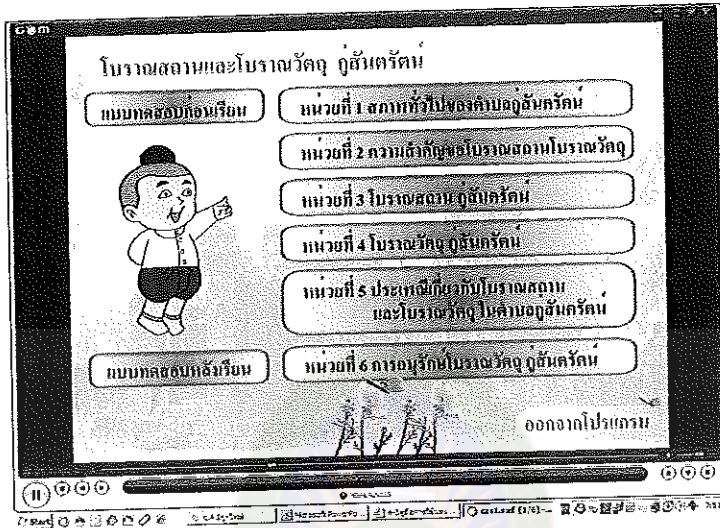 GOM
โบราณสถานและโบราณวัตถุ กู่สันตรัตน์
แบบทดสอบก่อนเรียน
หน่วยที่ 1 สภาพทั่วไปของตำบลกู่สันตรัตน์
หน่วยที่ 2 ความสำคัญของโบราณสถานโบราณวัตถุ
หน่วยที่ 3 โบราณสถาน กู่สันตรัตน์
หน่วยที่ 4 โบราณวัตถุ กู่สันตรัตน์
หน่วยที่ 5 ประเพณีเกี่ยวกับโบราณสถาน
และโบราณวัตถุ ในตำบลกู่สันตรัตน์
แบบทดสอบหลังเรียน
หน่วยที่ 6 การอนุรักษ์โบราณวัตถุ กู่สันตรัตน์
ออกจากโปรแกรม
Start